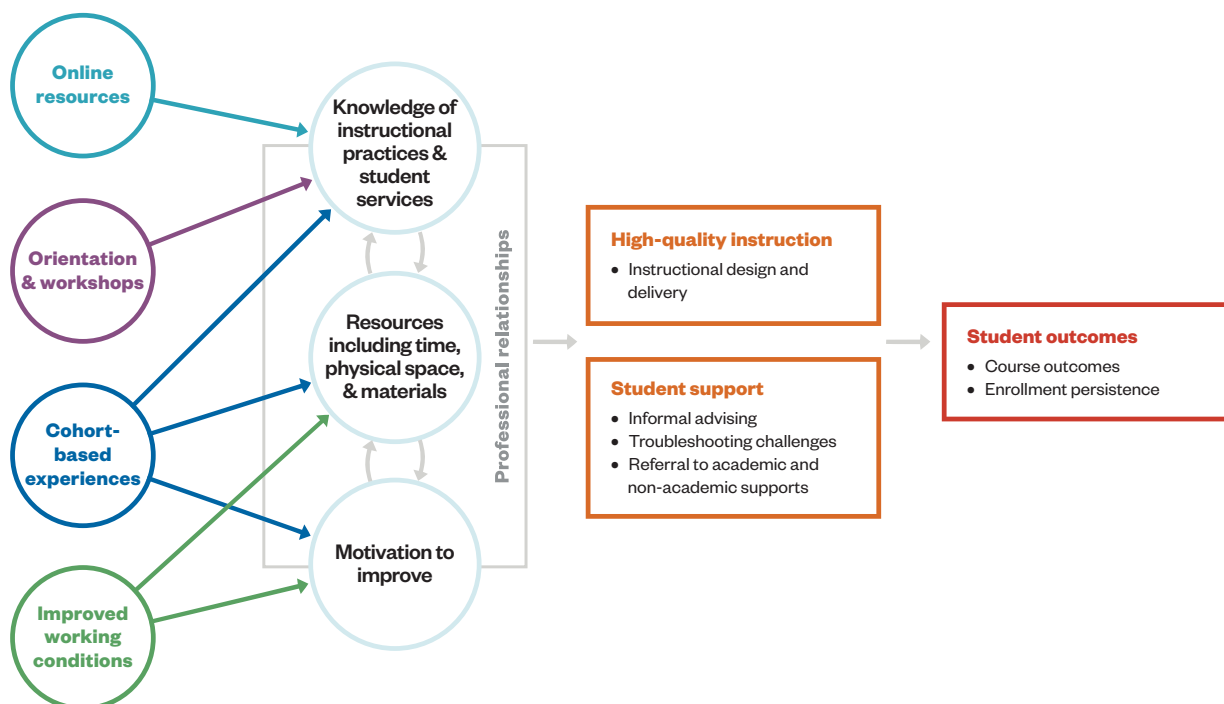 Online
resources
Orientation
& workshops
Cohort-
based
experiences
Improved
working
conditions
Knowledge of
instructional
practices &
student
services
Resources
including time,
physical space,
& materials
Motivation to
improve
Professional relationships
High-quality instruction
• Instructional design and
delivery
Student support
• Informal advising
• Troubleshooting challenges
• Referral to academic and
non-academic supports
Student outcomes
• Course outcomes
• Enrollment persistence